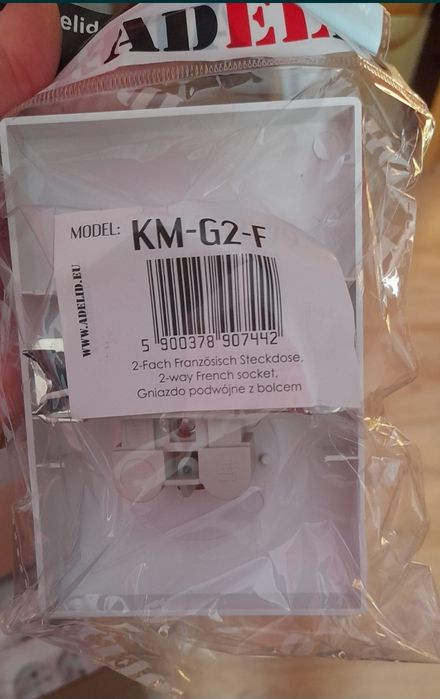 elid
ADELI
MODEL: KM-G2-F
WWW.ADELID.EU
5 900378 907442
2-Fach Französisch Steckdose,
2-way French socket,
Gniazdo podwójne z bolcem